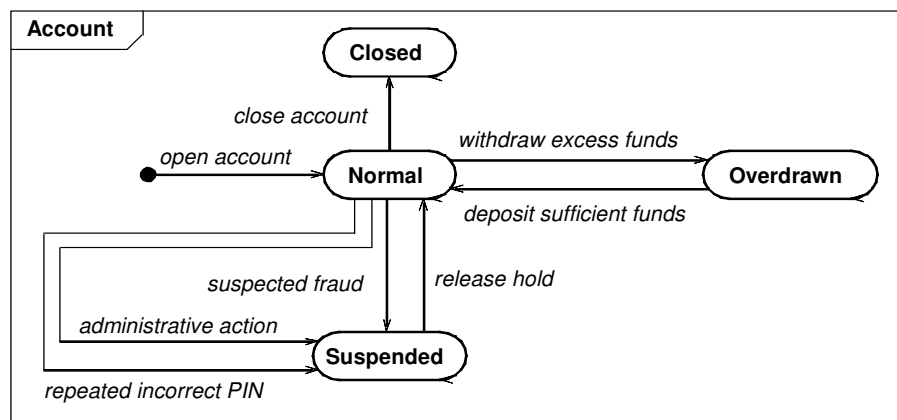 Account
Closed
close account
withdraw excess funds
open account
Normal
Overdrawn
deposit sufficient funds
suspected fraud
release hold
administrative action
Suspended
repeated incorrect PIN